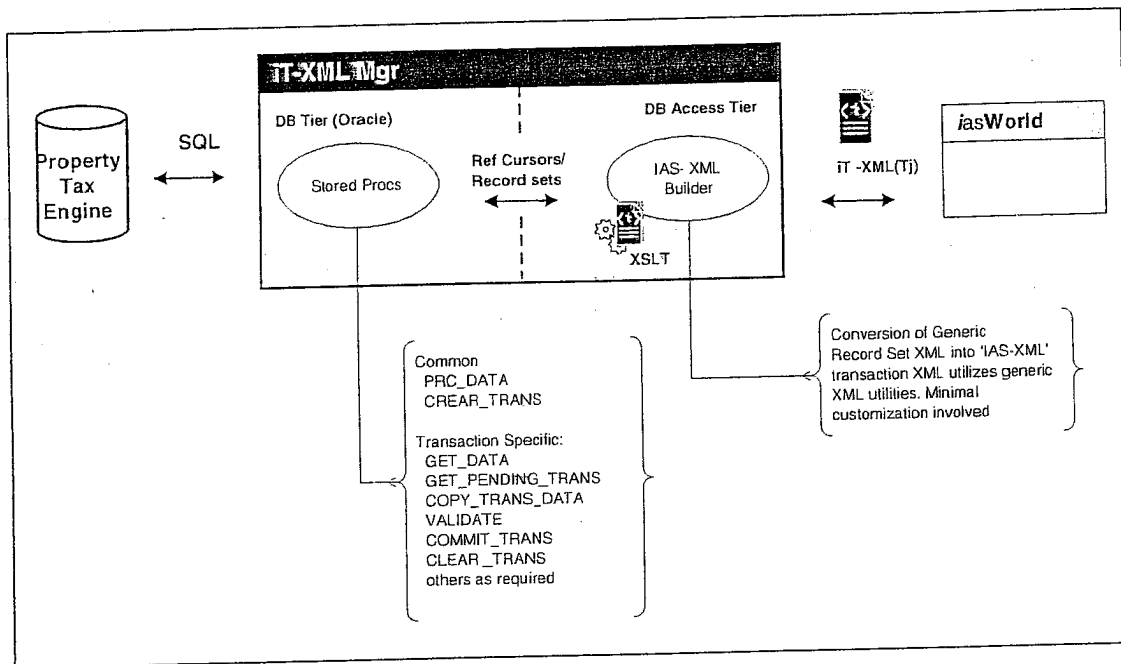 iT-XML Mgr
Property
Tax
Engine
SQL
DB Tier (Oracle)
Stored Procs
Ref Cursors/
Record sets
DB Access Tier
IAS- XML
Builder
XSLT
iT -XML(Tj)
iasWorld
Common
PRC_DATA
CREAR_TRANS
Transaction Specific:
GET_DATA
GET_PENDING_TRANS
COPY_TRANS_DATA
VALIDATE
COMMIT_TRANS
CLEAR_TRANS
others as required
Conversion of Generic
Record Set XML into 'IAS-XML'
transaction XML utilizes generic
XML utilities. Minimal
customization involved